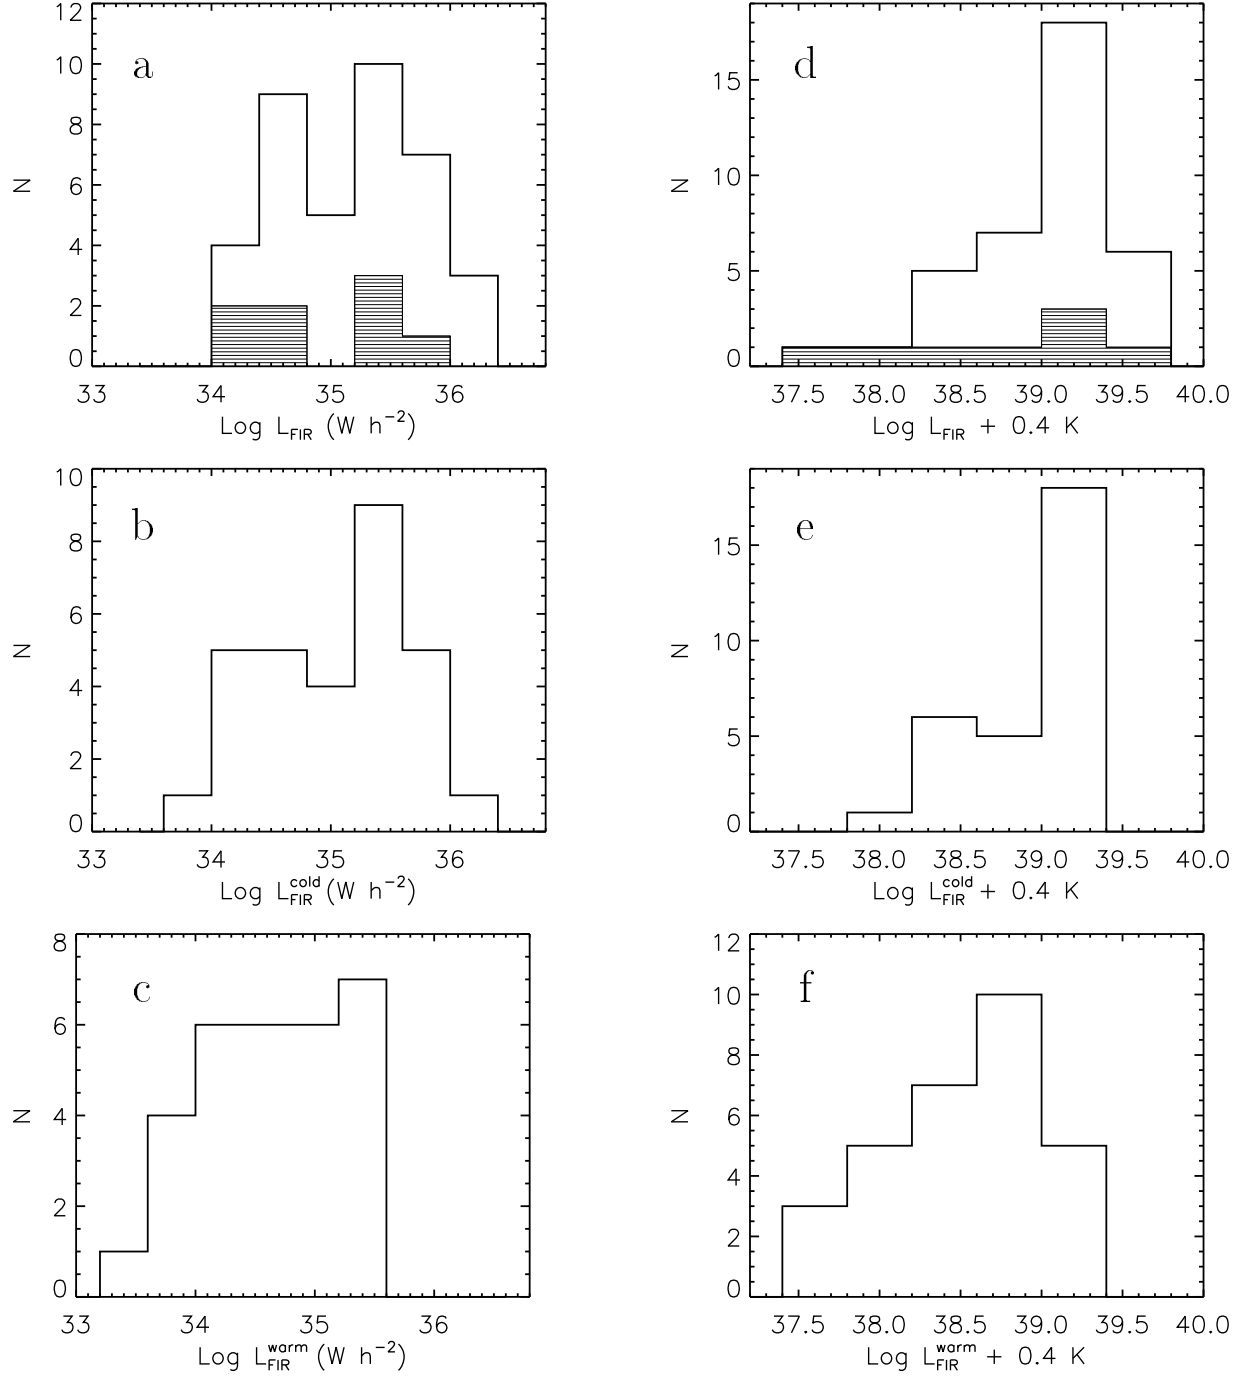 12
10
8
6
4
2
0
N
a
33 34 35 36
Log L_FIR (W h^-2)
15
10
5
0
N
d
37.5 38.0 38.5 39.0 39.5 40.0
Log L_FIR + 0.4 K
10
8
6
4
2
0
N
b
33 34 35 36
Log L_FIR^cold (W h^-2)
15
10
5
0
N
e
37.5 38.0 38.5 39.0 39.5 40.0
Log L_FIR^cold + 0.4 K
8
6
4
2
0
N
c
33 34 35 36
Log L_FIR^warm (W h^-2)
12
10
8
6
4
2
0
N
f
37.5 38.0 38.5 39.0 39.5 40.0
Log L_FIR^warm + 0.4 K